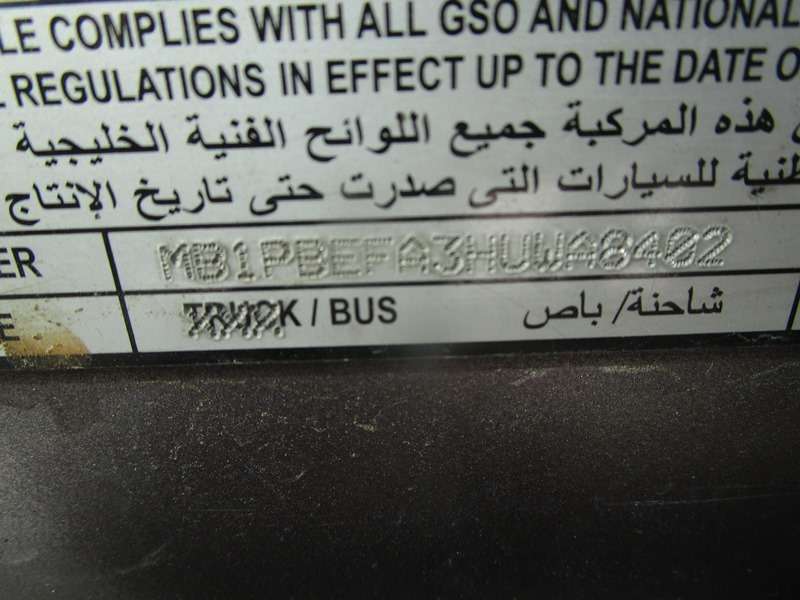 LE COMPLIES WITH ALL GSO AND NATIONAL
L REGULATIONS IN EFFECT UP TO THE DATE O
هذه المركبة جميع اللوائح الفنية الخليجية
طنية للسيارات التى صدرت حتى تاريخ الإنتاج
ER MB1PBEFA3HUWA8402
E TRUCK / BUS شاحنة/ باص